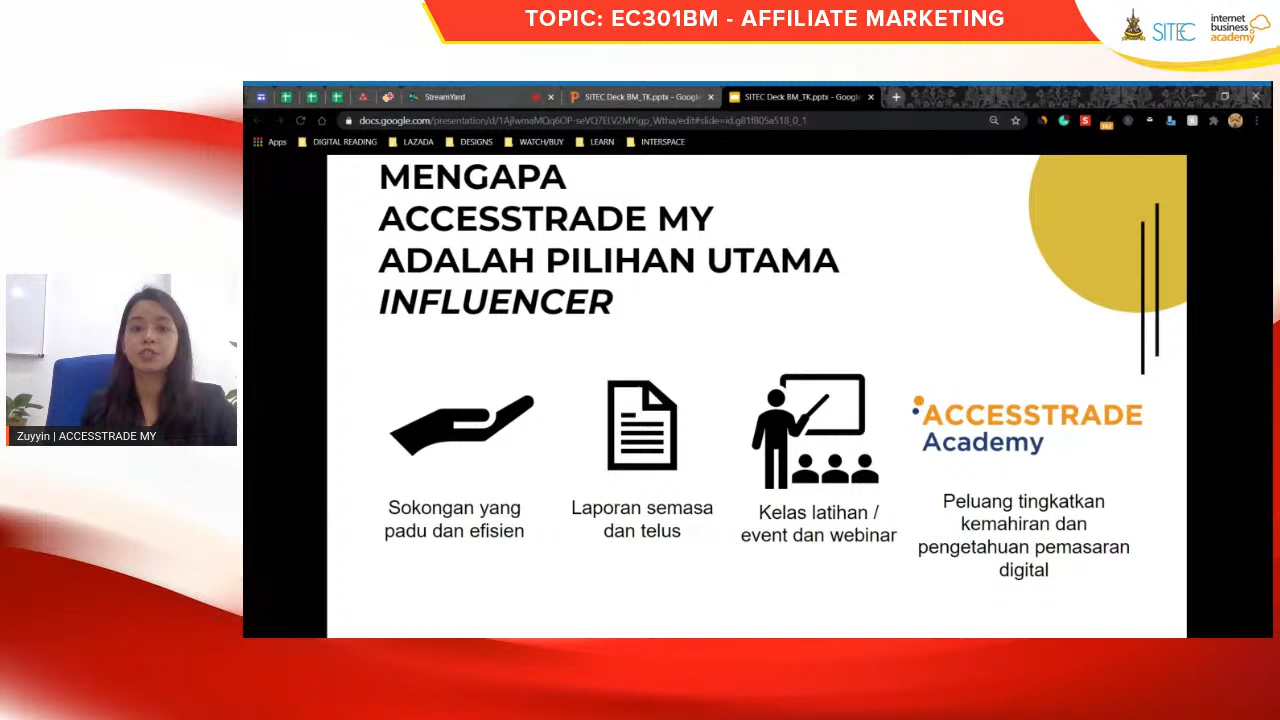 TOPIC: EC301BM - AFFILIATE MARKETING
SITEC
internet
business
academy
StreamYard
SITEC Deck BM_TK.pptx - Googl
SITEC Deck BM_TK.pptx - Google
Apps
DIGITAL READING
LAZADA
DESIGNS
WATCH/BUY
LEARN
INTERSPACE
MENGAPA
ACCESSTRADE MY
ADALAH PILIHAN UTAMA
INFLUENCER
ACCESSTRADE
Academy
Sokongan yang
padu dan efisien
Laporan semasa
dan telus
Kelas latihan /
event dan webinar
Peluang tingkatkan
kemahiran dan
pengetahuan pemasaran
digital
Zuyyin | ACCESSTRADE MY